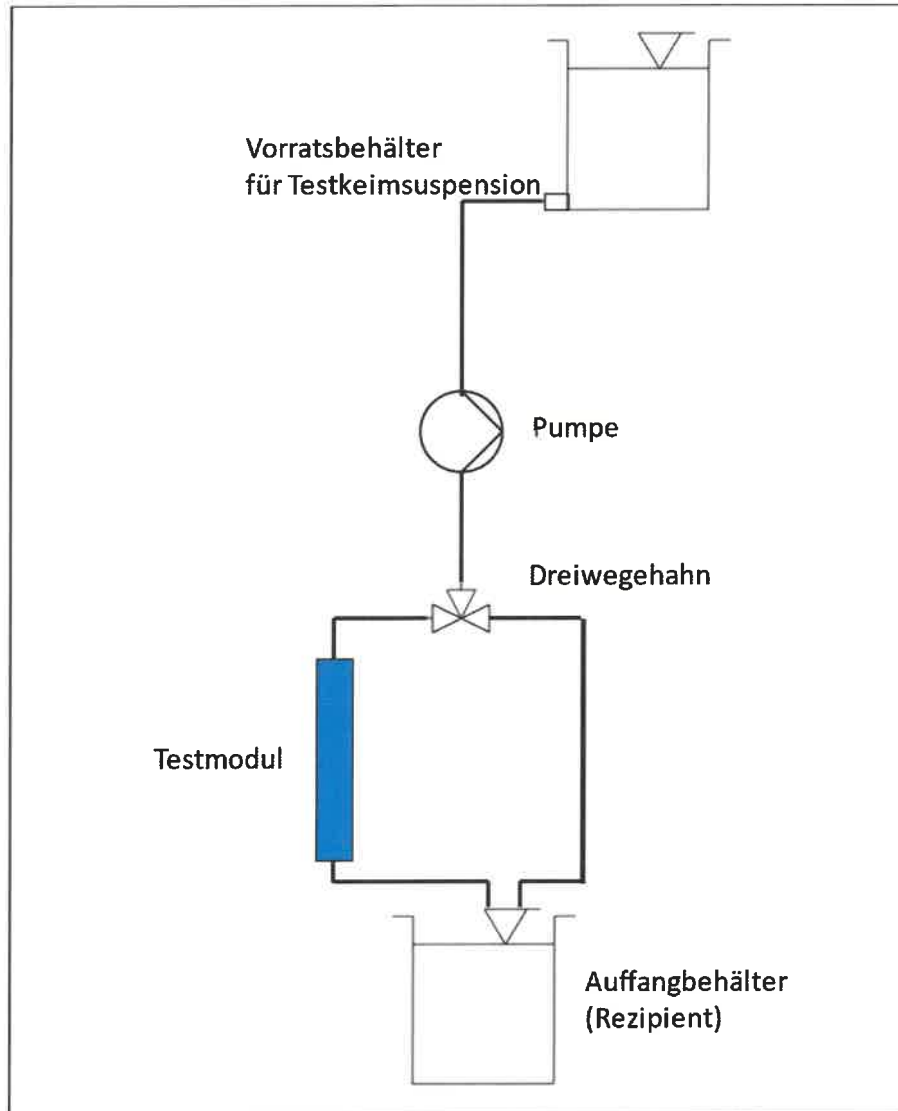 Vorratsbehälter
für Testkeimsuspension
Pumpe
Dreiwegehahn
Testmodul
Auffangbehälter
(Rezipient)